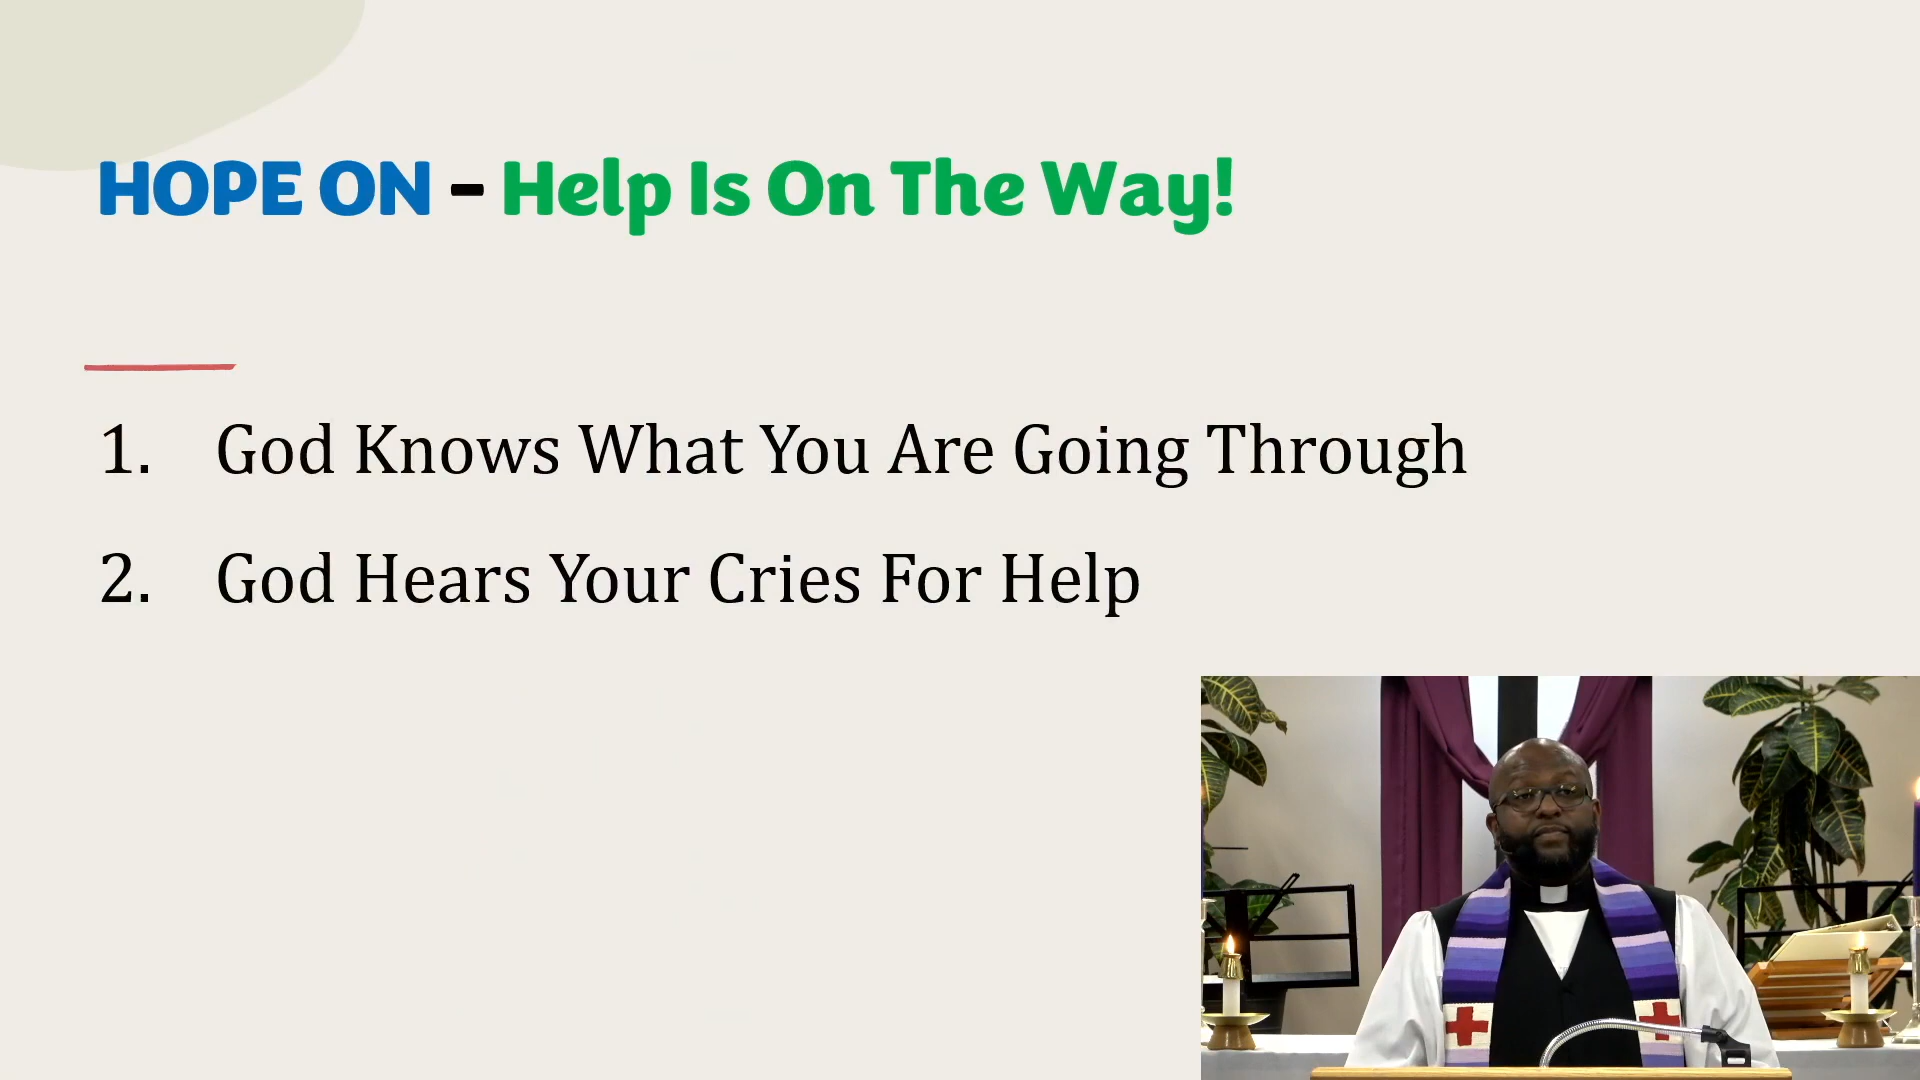 HOPE ON – Help Is On The Way!
1. God Knows What You Are Going Through
2. God Hears Your Cries For Help